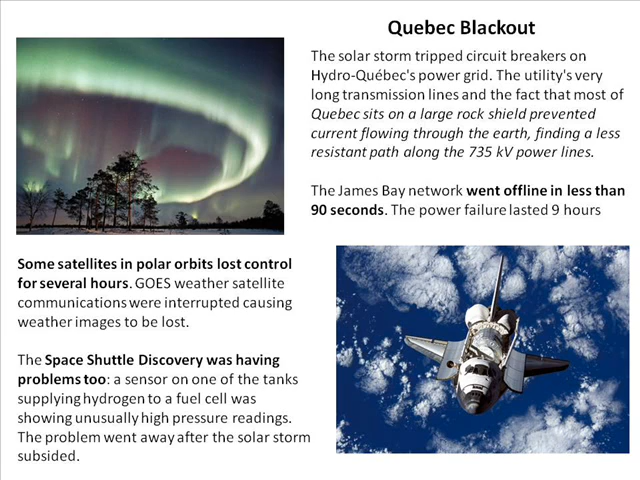 Quebec Blackout
The solar storm tripped circuit breakers on
Hydro-Québec's power grid. The utility's very
long transmission lines and the fact that most of
Quebec sits on a large rock shield prevented
current flowing through the earth, finding a less
resistant path along the 735 kV power lines.
The James Bay network went offline in less than
90 seconds. The power failure lasted 9 hours
Some satellites in polar orbits lost control
for several hours. GOES weather satellite
communications were interrupted causing
weather images to be lost.
The Space Shuttle Discovery was having
problems too: a sensor on one of the tanks
supplying hydrogen to a fuel cell was
showing unusually high pressure readings.
The problem went away after the solar storm
subsided.